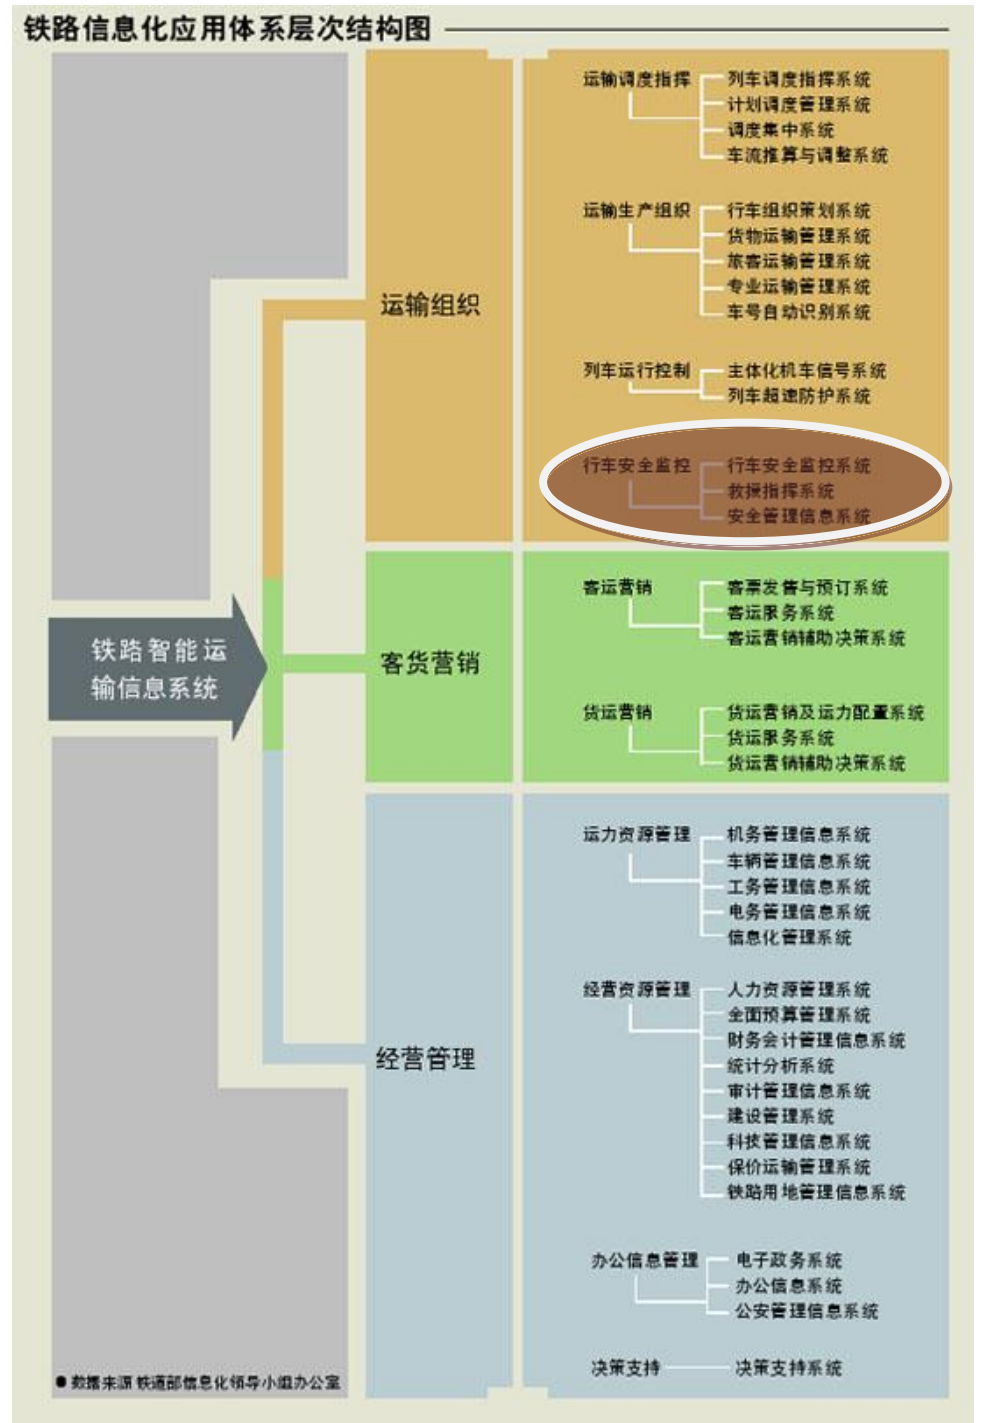 铁路信息化应用体系层次结构图
运输调度指挥
列车调度指挥系统
计划调度管理系统
调度集中系统
车流推算与调整系统
运输生产组织
行车组织策划系统
货物运输管理系统
旅客运输管理系统
专业运输管理系统
车号自动识别系统
运输组织
列车运行控制
主体化机车信号系统
列车超速防护系统
行车安全监控
行车安全监控系统
救援指挥系统
安全管理信息系统
客运营销
客票发售与预订系统
客运服务系统
客运营销辅助决策系统
铁路智能运
输信息系统
客货营销
货运营销
货运营销及运力配置系统
货运服务系统
货运营销辅助决策系统
运力资源管理
机务管理信息系统
车辆管理信息系统
工务管理信息系统
电务管理信息系统
信息化管理系统
经营资源管理
人力资源管理系统
全面预算管理系统
财务会计管理信息系统
统计分析系统
审计管理信息系统
建设管理系统
科技管理信息系统
保价运输管理系统
铁路用地管理信息系统
经营管理
办公信息管理
电子政务系统
办公信息系统
公安管理信息系统
决策支持
决策支持系统
● 数据来源 铁道部信息化领导小组办公室